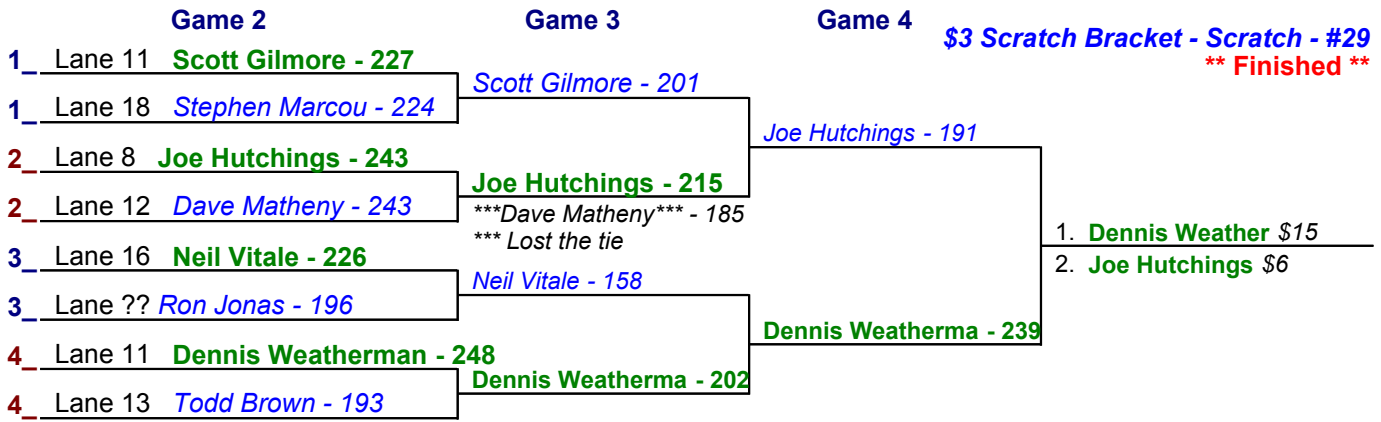 Game 2 Game 3 Game 4
$3 Scratch Bracket - Scratch - #29
** Finished **
1_ Lane 11 Scott Gilmore - 227
Scott Gilmore - 201
1_ Lane 18 Stephen Marcou - 224
Joe Hutchings - 191
2_ Lane 8 Joe Hutchings - 243
Joe Hutchings - 215
2_ Lane 12 Dave Matheny - 243
***Dave Matheny*** - 185
*** Lost the tie
1. Dennis Weather $15
3_ Lane 16 Neil Vitale - 226
2. Joe Hutchings $6
Neil Vitale - 158
3_ Lane ?? Ron Jonas - 196
Dennis Weatherma - 239
4_ Lane 11 Dennis Weatherman - 248
Dennis Weatherma - 202
4_ Lane 13 Todd Brown - 193